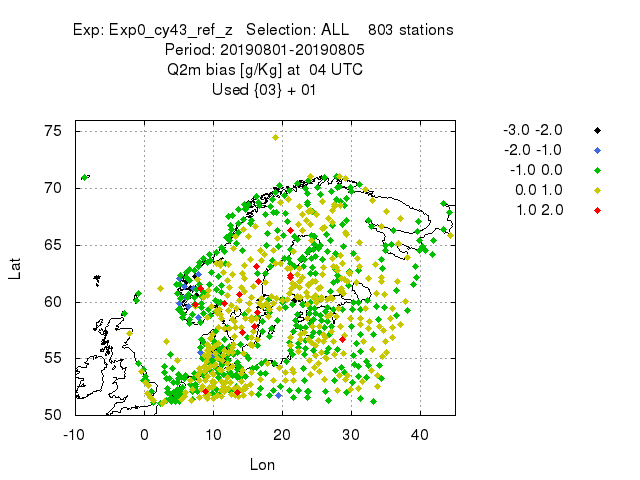 Exp: Exp0_cy43_ref_z Selection: ALL 803 stations
Period: 20190801-20190805
Q2m bias [g/Kg] at 04 UTC
Used {03} + 01
75
70
65
60
55
50
Lat
-10 0 10 20 30 40
Lon
-3.0 -2.0
-2.0 -1.0
-1.0 0.0
0.0 1.0
1.0 2.0